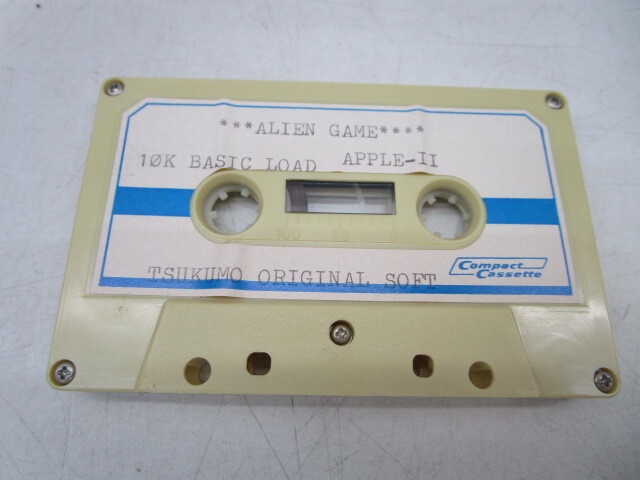 ***ALIEN GAME****
10K BASIC LOAD APPLE-II
TSUKUMO ORIGINAL SOFT
Compact
Cassette